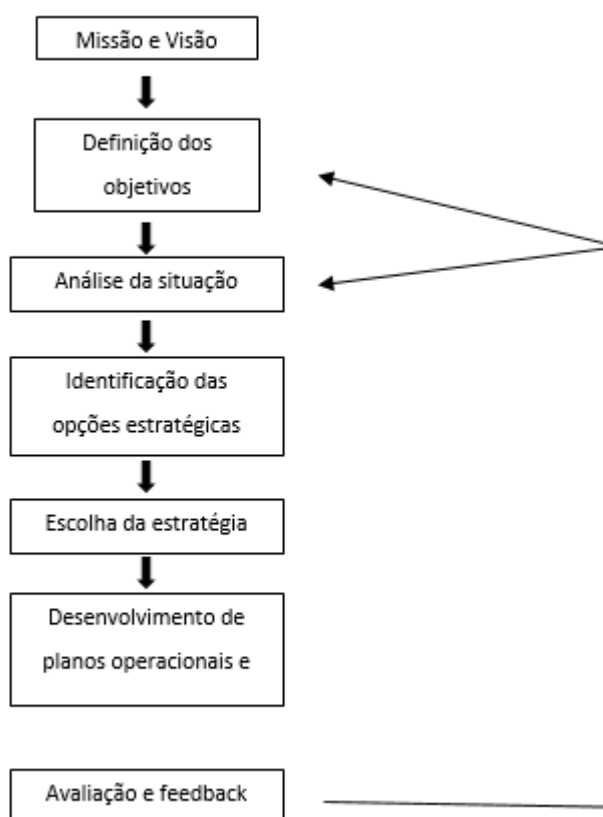 Missão e Visão
Definição dos
objetivos
Análise da situação
Identificação das
opções estratégicas
Escolha da estratégia
Desenvolvimento de
planos operacionais e
Avaliação e feedback